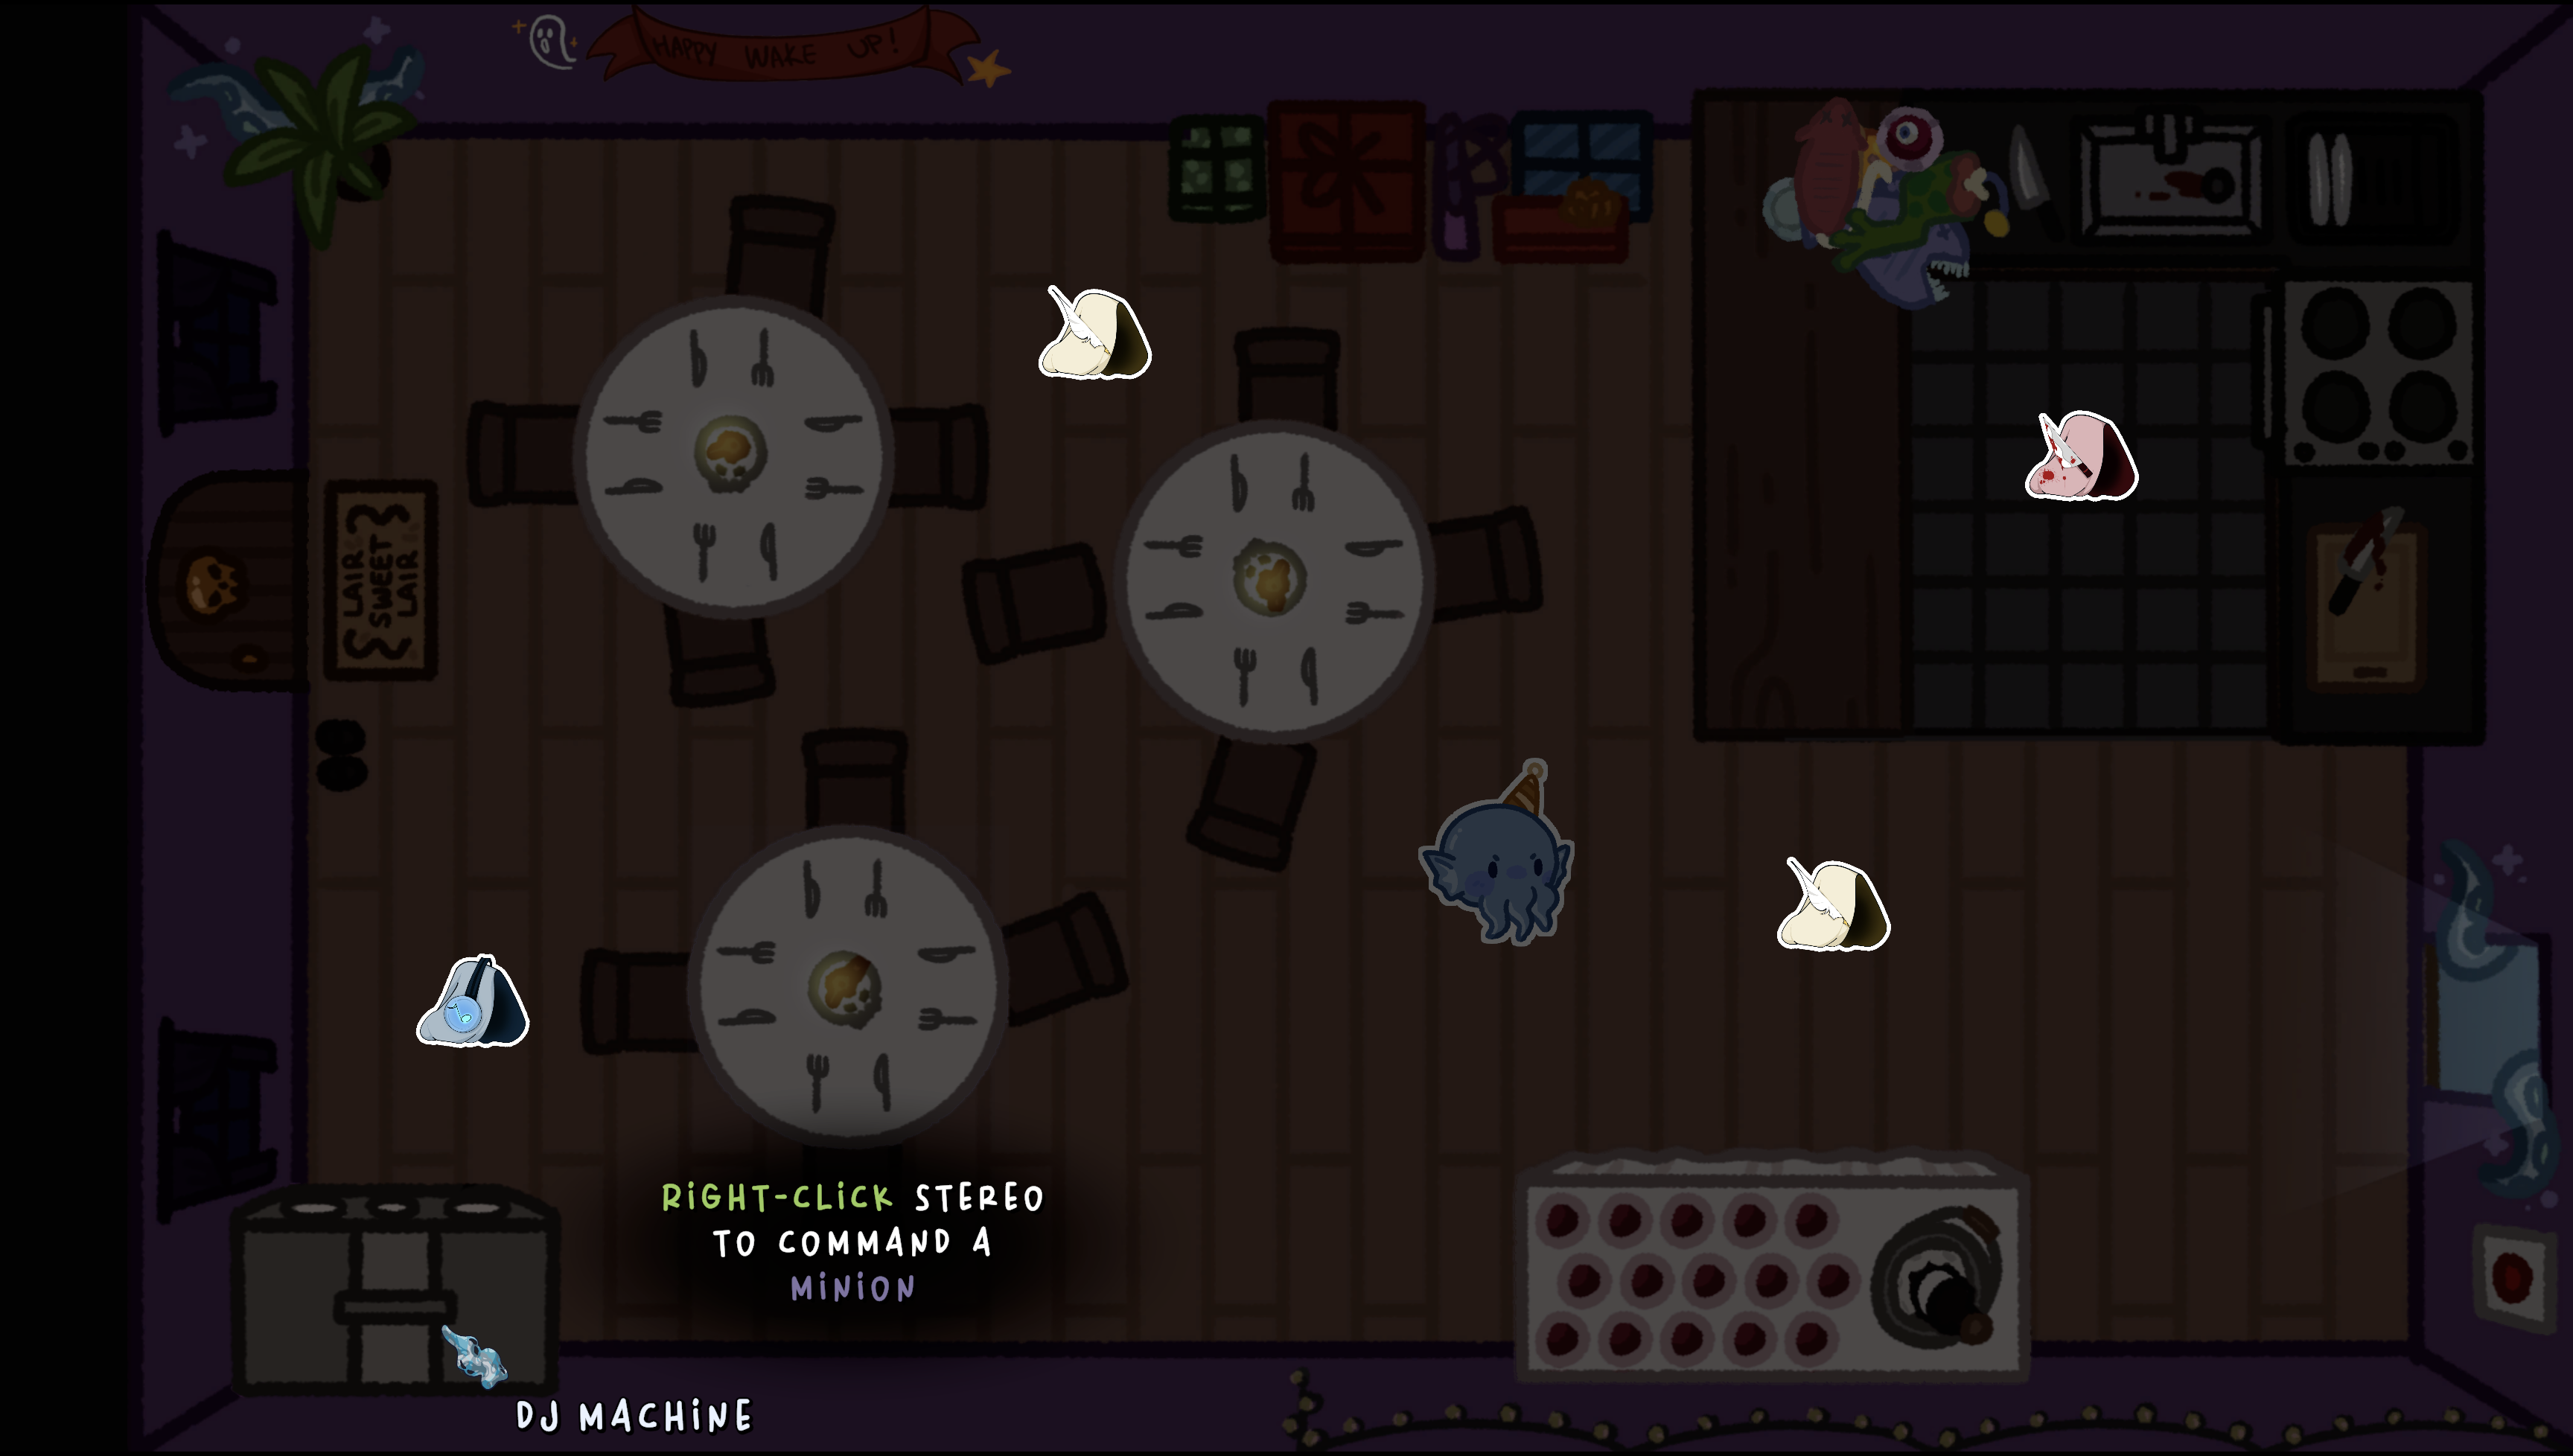 HAPPY WAKE UP!
LAIR
SWEET
LAIR
RIGHT-CLICK STEREO
TO COMMAND A
MINION
DJ MACHINE